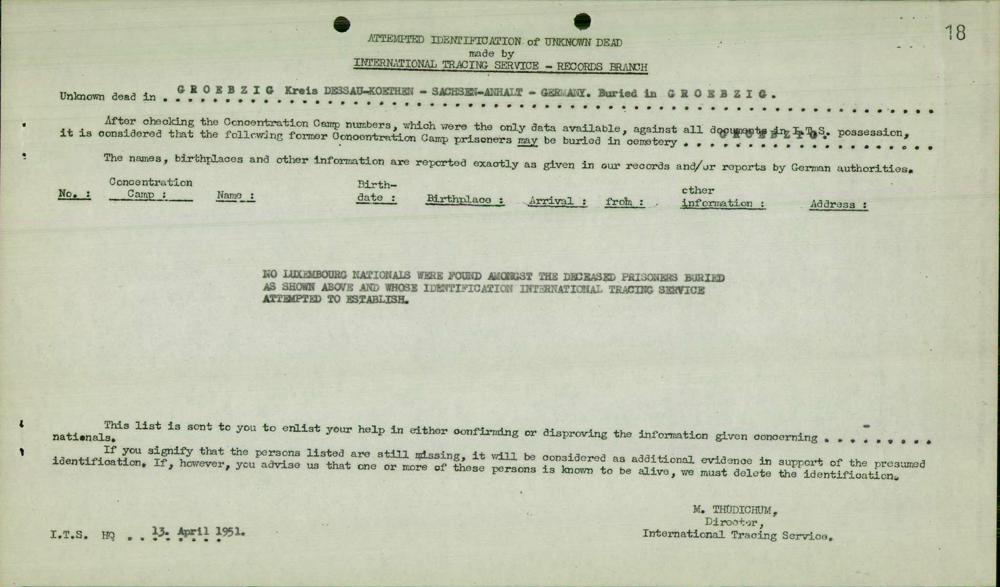 18
ATTEMPTED IDENTIFICATION of UNKNOWN DEAD
made by
INTERNATIONAL TRACING SERVICE - RECORDS BRANCH
Unknown dead in . G R O E B Z I G Kreis DESSAU-KOETHEN - SACHSEN-ANHALT - GERMANY. Buried in G R O E B Z I G .
After checking the Concentration Camp numbers, which were the only data available, against all documents in I.T.S. possession,
it is considered that the following former Concentration Camp prisoners may be buried in cemetery . . G R O E B Z I G . . . . . . .
The names, birthplaces and other information are reported exactly as given in our records and/or reports by German authorities.
No. : Concentration Camp : Name : Birth-date : Birthplace : Arrival : from : other information : Address :
NO LUXEMBOURG NATIONALS WERE FOUND AMONGST THE DECEASED PRISONERS BURIED
AS SHOWN ABOVE AND WHOSE IDENTIFICATION INTERNATIONAL TRACING SERVICE
ATTEMPTED TO ESTABLISH.
This list is sent to you to enlist your help in either confirming or disproving the information given concerning . . . . . . . . .
nationals.
If you signify that the persons listed are still missing, it will be considered as additional evidence in support of the presumed
identification. If, however, you advise us that one or more of these persons is known to be alive, we must delete the identification.
M. THUDICHUM,
Director,
International Tracing Service.
I.T.S. HQ . . 13. April 1951.